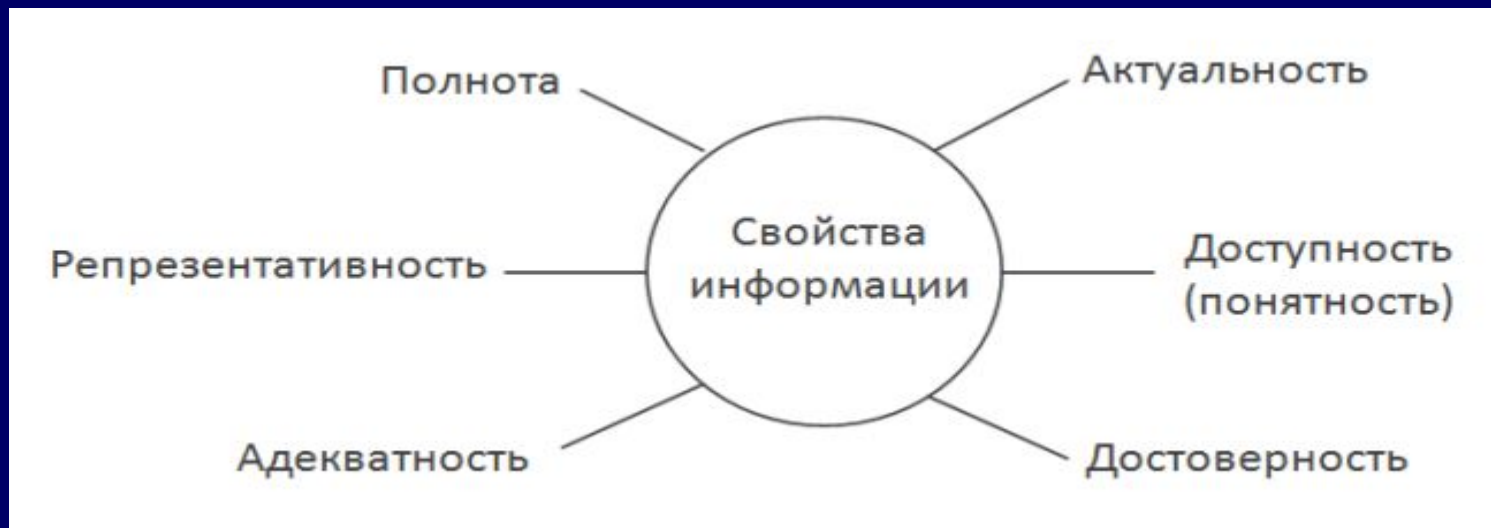 Полнота
Актуальность
Свойства
информации
Репрезентативность
Доступность
(понятность)
Адекватность
Достоверность